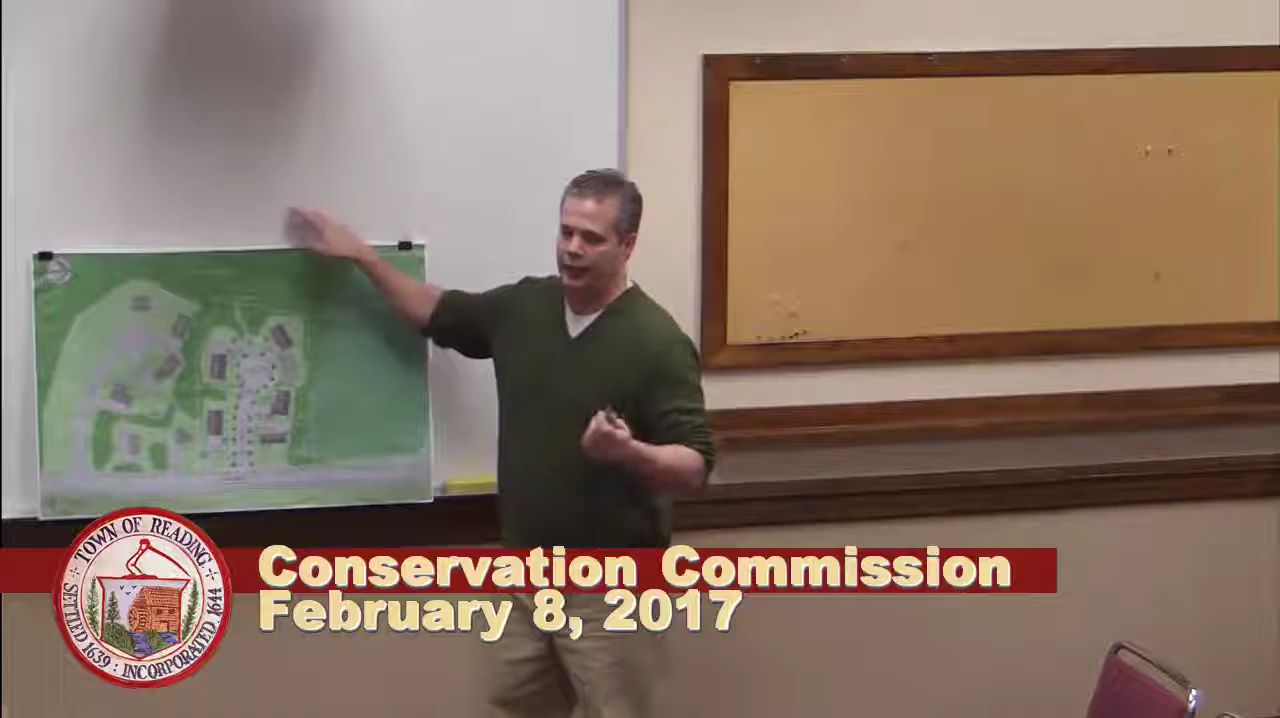 Conservation Commission
February 8, 2017
TOWN OF READING
SETTLED 1639 : INCORPORATED 1644